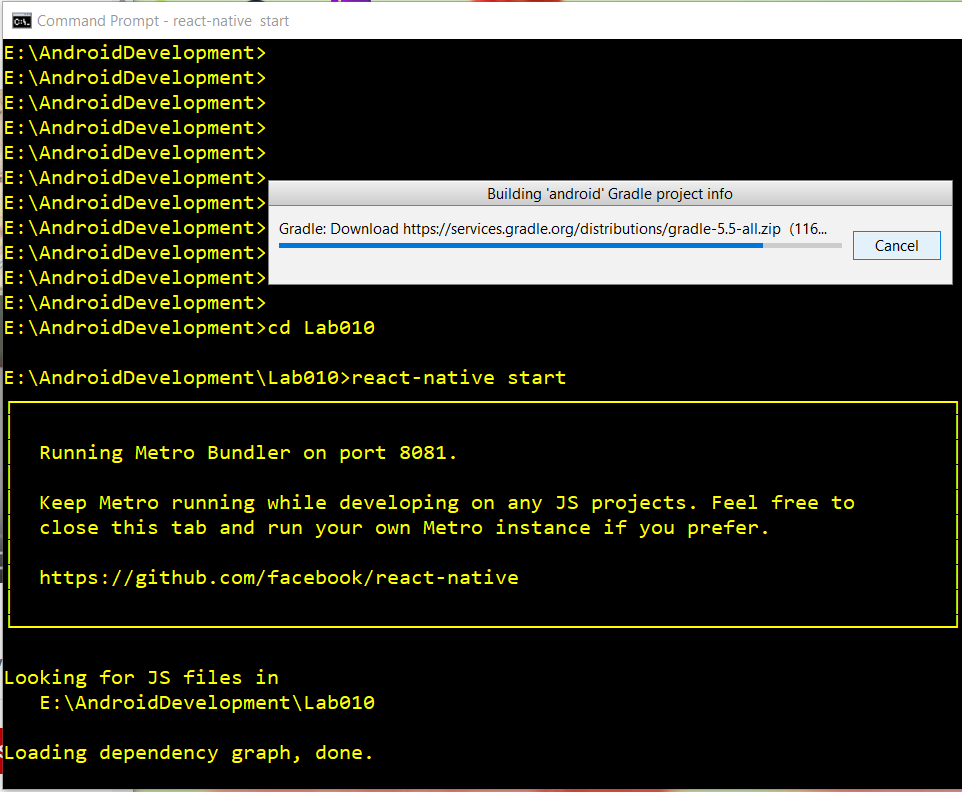 Command Prompt - react-native start
E:\AndroidDevelopment>
E:\AndroidDevelopment>
E:\AndroidDevelopment>
E:\AndroidDevelopment>
E:\AndroidDevelopment>
E:\AndroidDevelopment>
Building 'android' Gradle project info
E:\AndroidDevelopment>
E:\AndroidDevelopment>
Gradle: Download https://services.gradle.org/distributions/gradle-5.5-all.zip (116...
Cancel
E:\AndroidDevelopment>
E:\AndroidDevelopment>
E:\AndroidDevelopment>
E:\AndroidDevelopment>cd Lab010
E:\AndroidDevelopment\Lab010>react-native start
Running Metro Bundler on port 8081.
Keep Metro running while developing on any JS projects. Feel free to
close this tab and run your own Metro instance if you prefer.
https://github.com/facebook/react-native
Looking for JS files in
E:\AndroidDevelopment\Lab010
Loading dependency graph, done.